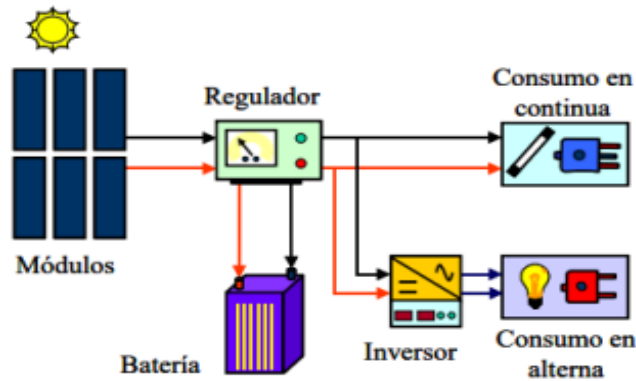 Consumo en
continua
Regulador
Módulos
Batería
Inversor
Consumo en
alterna